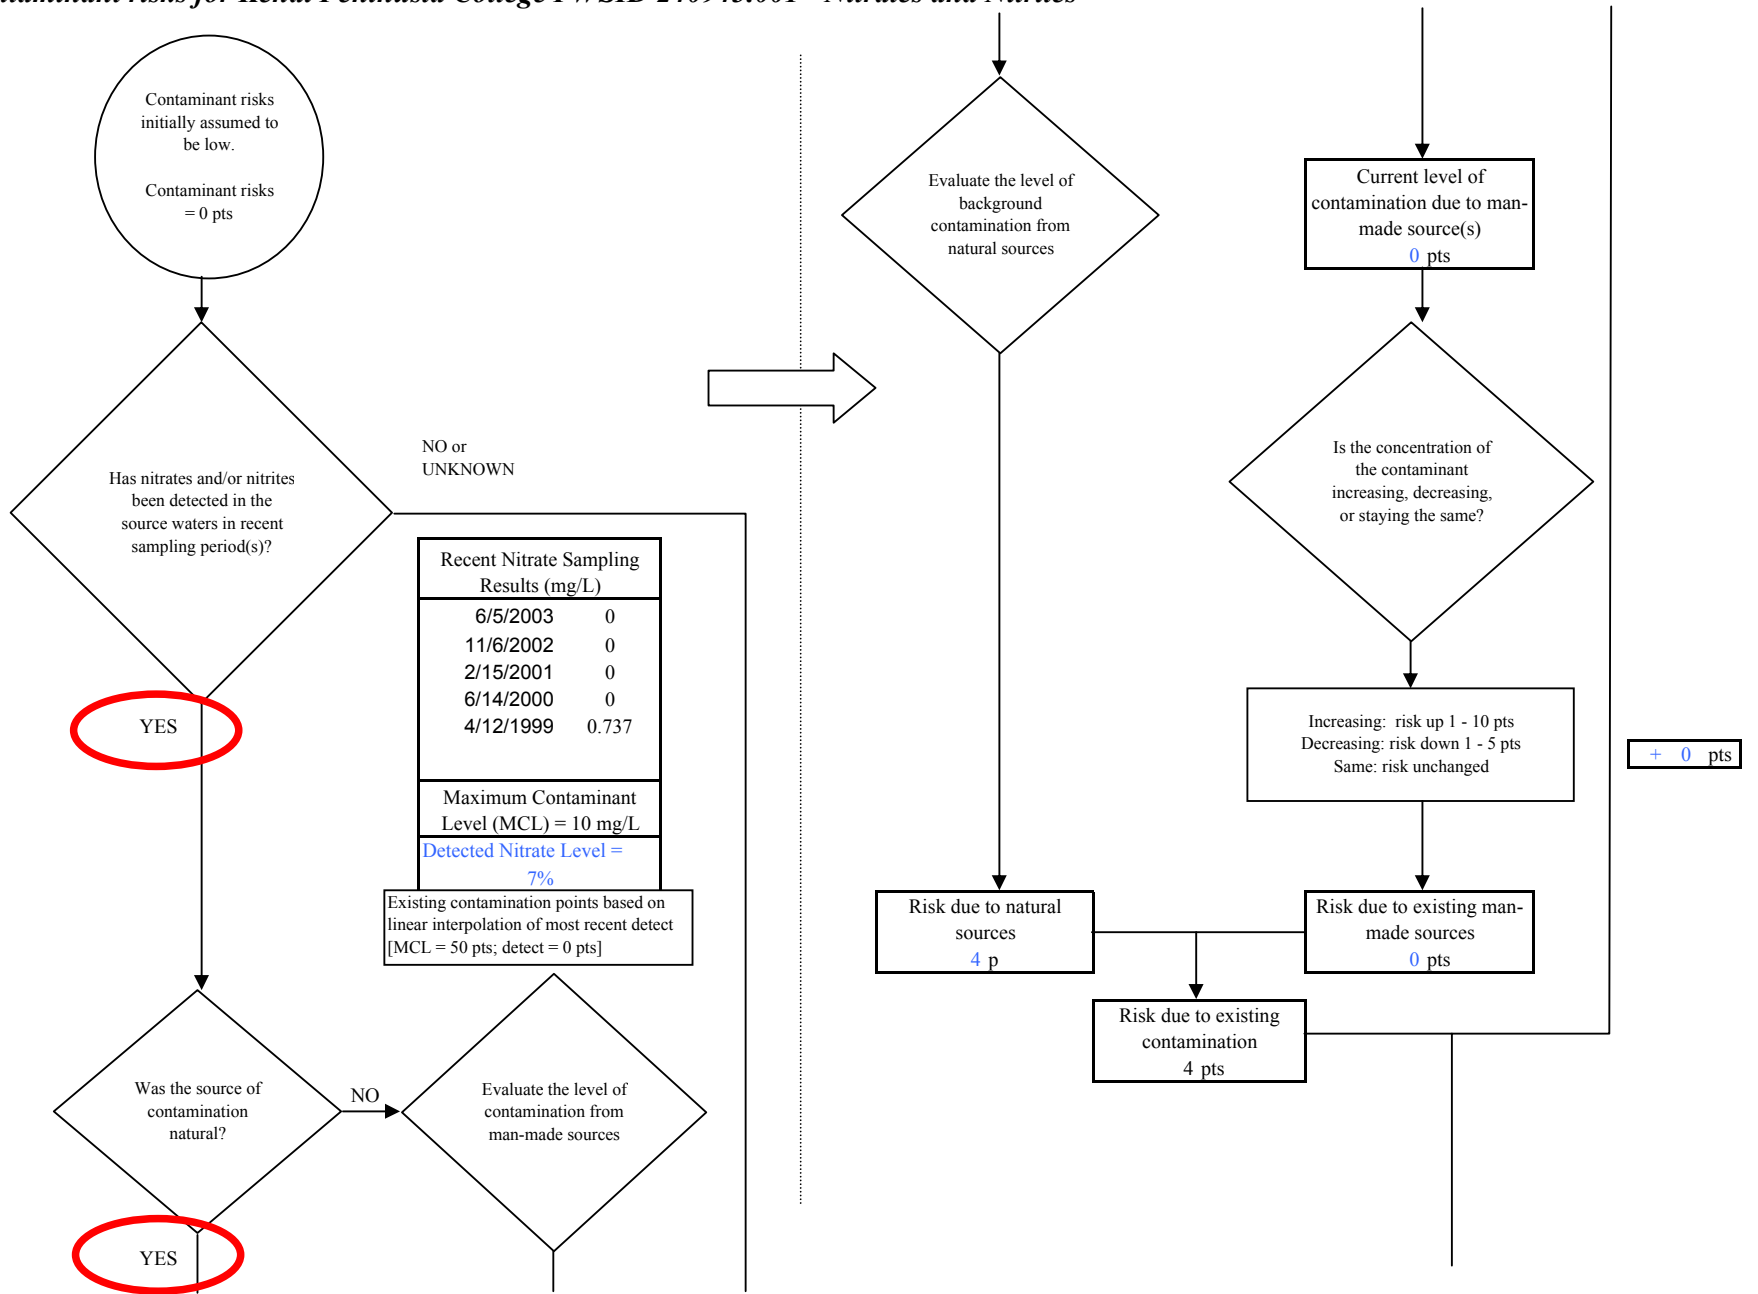 Kenai Peninsula College PWSID 240943.001 - Nitrates and Nitrites
Contaminant risks
initially assumed to
be low.
Contaminant risks
= 0 pts
Has nitrates and/or nitrites
been detected in the
source waters in recent
sampling period(s)?
NO or
UNKNOWN
YES
Recent Nitrate Sampling
Results (mg/L)
6/5/2003 0
11/6/2002 0
2/15/2001 0
6/14/2000 0
4/12/1999 0.737
Maximum Contaminant
Level (MCL) = 10 mg/L
Detected Nitrate Level =
7%
Existing contamination points based on
linear interpolation of most recent detect
[MCL = 50 pts; detect = 0 pts]
Was the source of
contamination
natural?
NO
YES
Evaluate the level of
contamination from
man-made sources
Evaluate the level of
background
contamination from
natural sources
Risk due to natural
sources
4 p
Current level of
contamination due to man-
made source(s)
0 pts
Is the concentration of
the contaminant
increasing, decreasing,
or staying the same?
Increasing: risk up 1 - 10 pts
Decreasing: risk down 1 - 5 pts
Same: risk unchanged
+ 0 pts
Risk due to existing man-
made sources
0 pts
Risk due to existing
contamination
4 pts